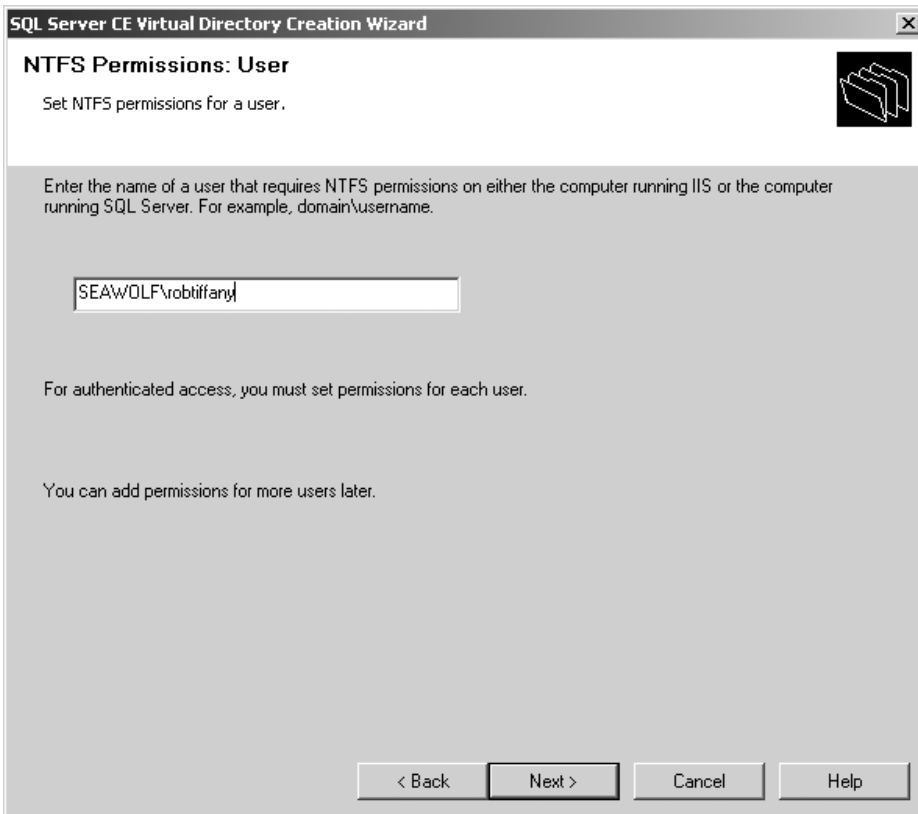 SQL Server CE Virtual Directory Creation Wizard
NTFS Permissions: User
Set NTFS permissions for a user.
Enter the name of a user that requires NTFS permissions on either the computer running IIS or the computer
running SQL Server. For example, domain\username.
SEAWOLF\robtiffany
For authenticated access, you must set permissions for each user.
You can add permissions for more users later.
< Back
Next >
Cancel
Help